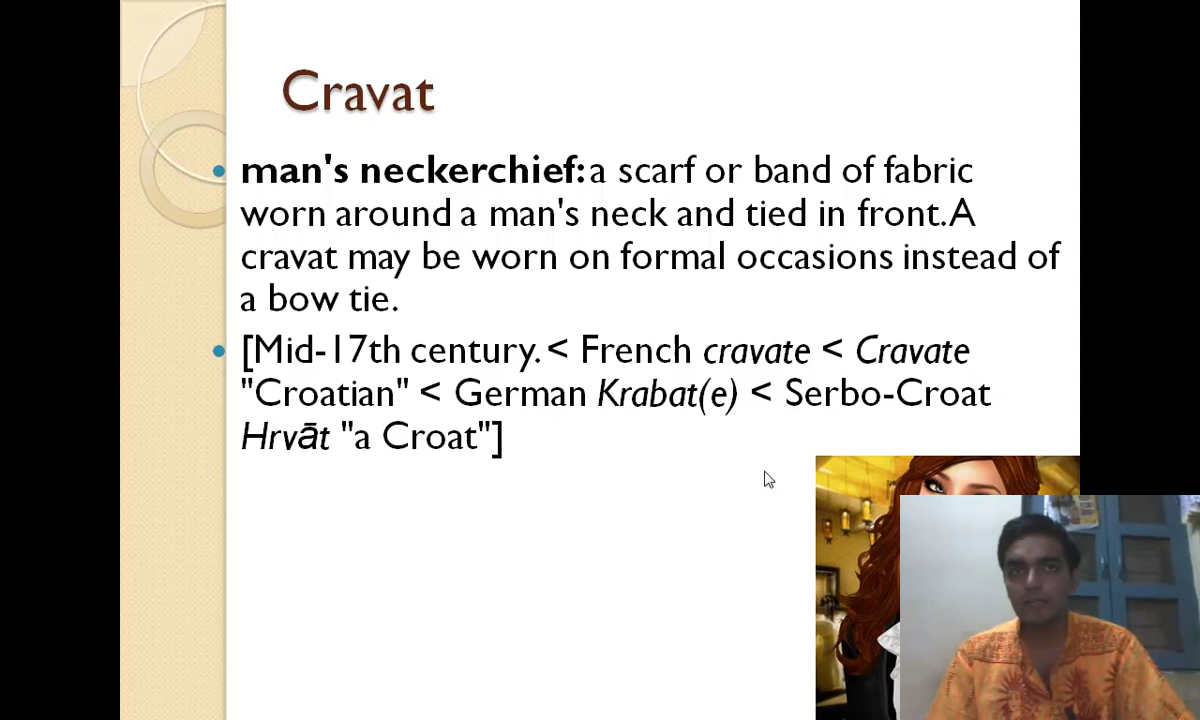 Cravat
man's neckerchief: a scarf or band of fabric
worn around a man's neck and tied in front. A
cravat may be worn on formal occasions instead of
a bow tie.
[Mid-17th century. < French cravate < Cravate
"Croatian" < German Krabat(e) < Serbo-Croat
Hrvāt "a Croat"]